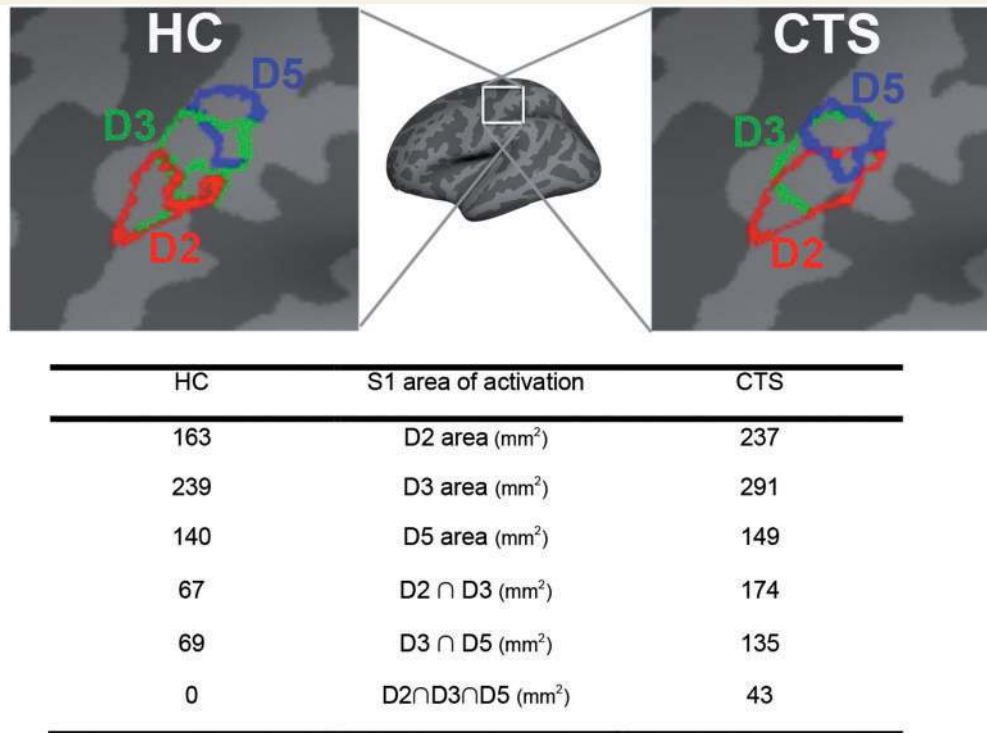 HC
CTS
D5
D3
D2
D5
D3
D2
HC S1 area of activation CTS
163 D2 area (mm²) 237
239 D3 area (mm²) 291
140 D5 area (mm²) 149
67 D2 ∩ D3 (mm²) 174
69 D3 ∩ D5 (mm²) 135
0 D2∩D3∩D5 (mm²) 43